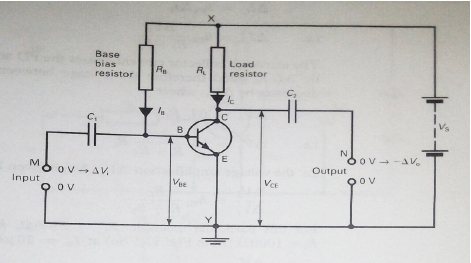 X
Base
bias
resistor
R_B
R_L
Load
resistor
I_B
I_C
C_1
C_2
V_S
B
C
E
M
Input
0 V → ΔV_i
0 V
V_BE
V_CE
N
Output
0 V → −ΔV_o
0 V
Y